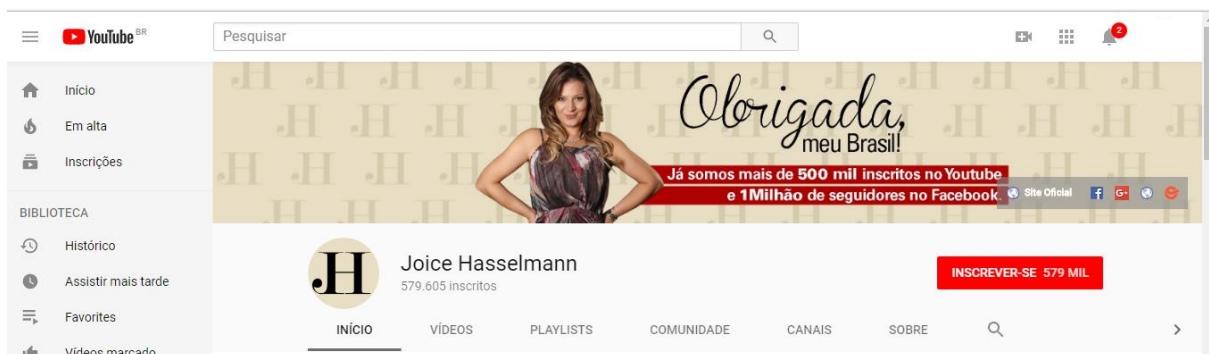 YouTube BR
Pesquisar
2
Início
Em alta
Inscrições
BIBLIOTECA
Histórico
Assistir mais tarde
Favorites
Vídeos marcado
Obrigada,
meu Brasil!
Já somos mais de 500 mil inscritos no Youtube
e 1Milhão de seguidores no Facebook.
Site Oficial
G+
JH
Joice Hasselmann
579.605 inscritos
INSCREVER-SE 579 MIL
INÍCIO VÍDEOS PLAYLISTS COMUNIDADE CANAIS SOBRE